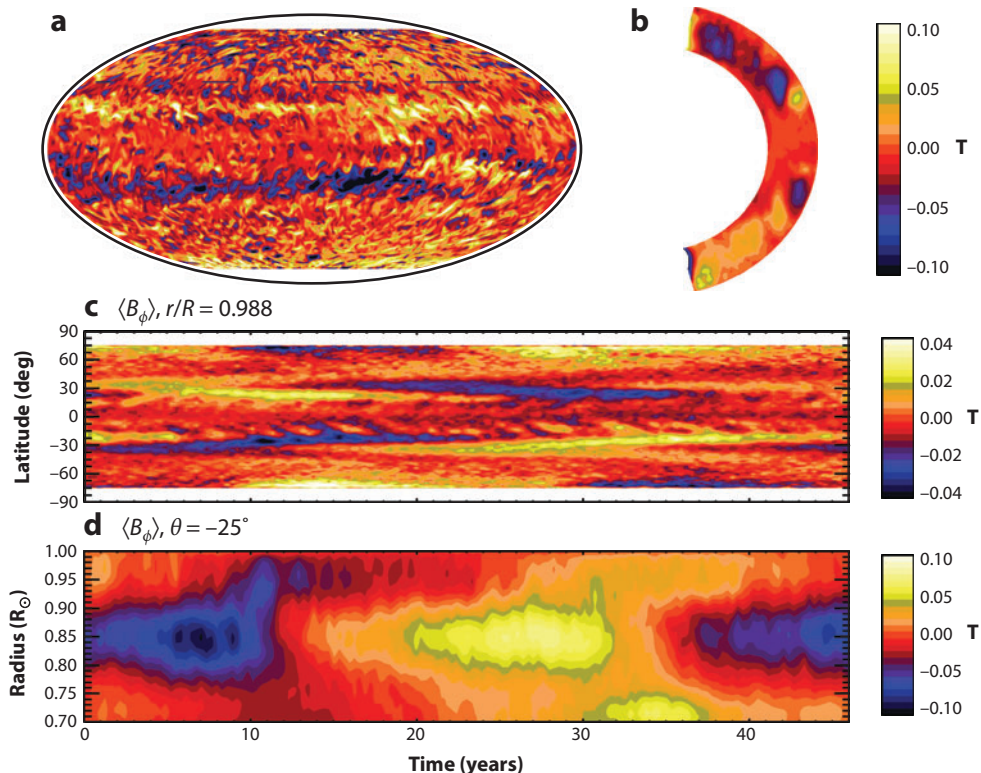 a
b
0.10
0.05
0.00
T
−0.05
−0.10
c ⟨Bϕ⟩, r/R = 0.988
Latitude (deg)
90
60
30
0
−30
−60
−90
0.04
0.02
0.00
T
−0.02
−0.04
d ⟨Bϕ⟩, θ = −25°
Radius (R☉)
1.00
0.95
0.90
0.85
0.80
0.75
0.70
0.10
0.05
0.00
T
−0.05
−0.10
0 10 20 30 40
Time (years)